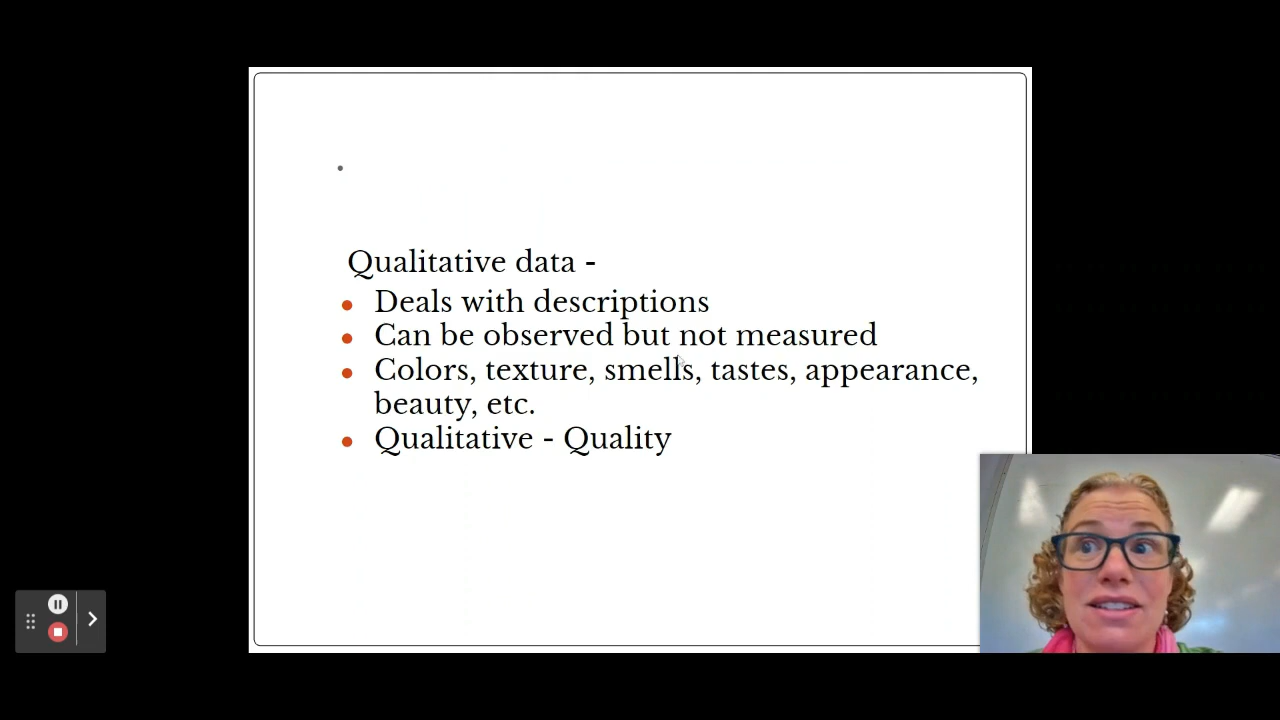 Qualitative data -
Deals with descriptions
Can be observed but not measured
Colors, texture, smells, tastes, appearance,
beauty, etc.
Qualitative - Quality